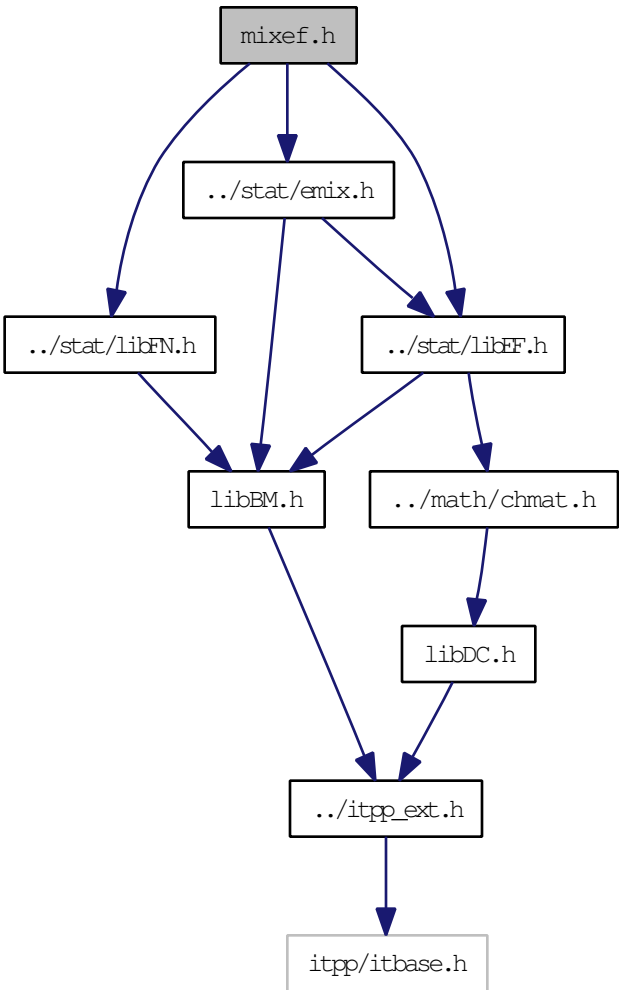 mixef.h
../stat/emix.h
../stat/libFN.h
../stat/libEF.h
libBM.h
../math/chmat.h
libDC.h
../itpp_ext.h
itpp/itbase.h